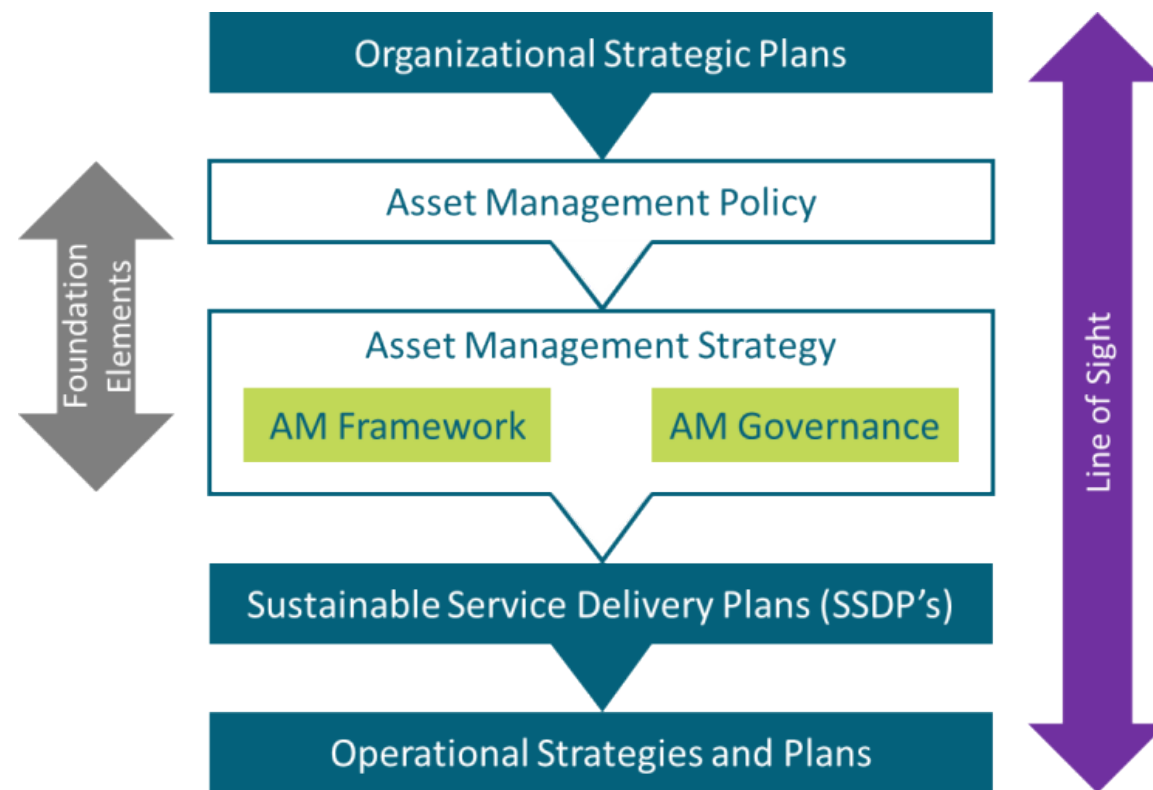 Organizational Strategic Plans
Asset Management Policy
Foundation
Elements
Asset Management Strategy
AM Framework
AM Governance
Line of Sight
Sustainable Service Delivery Plans (SSDP’s)
Operational Strategies and Plans